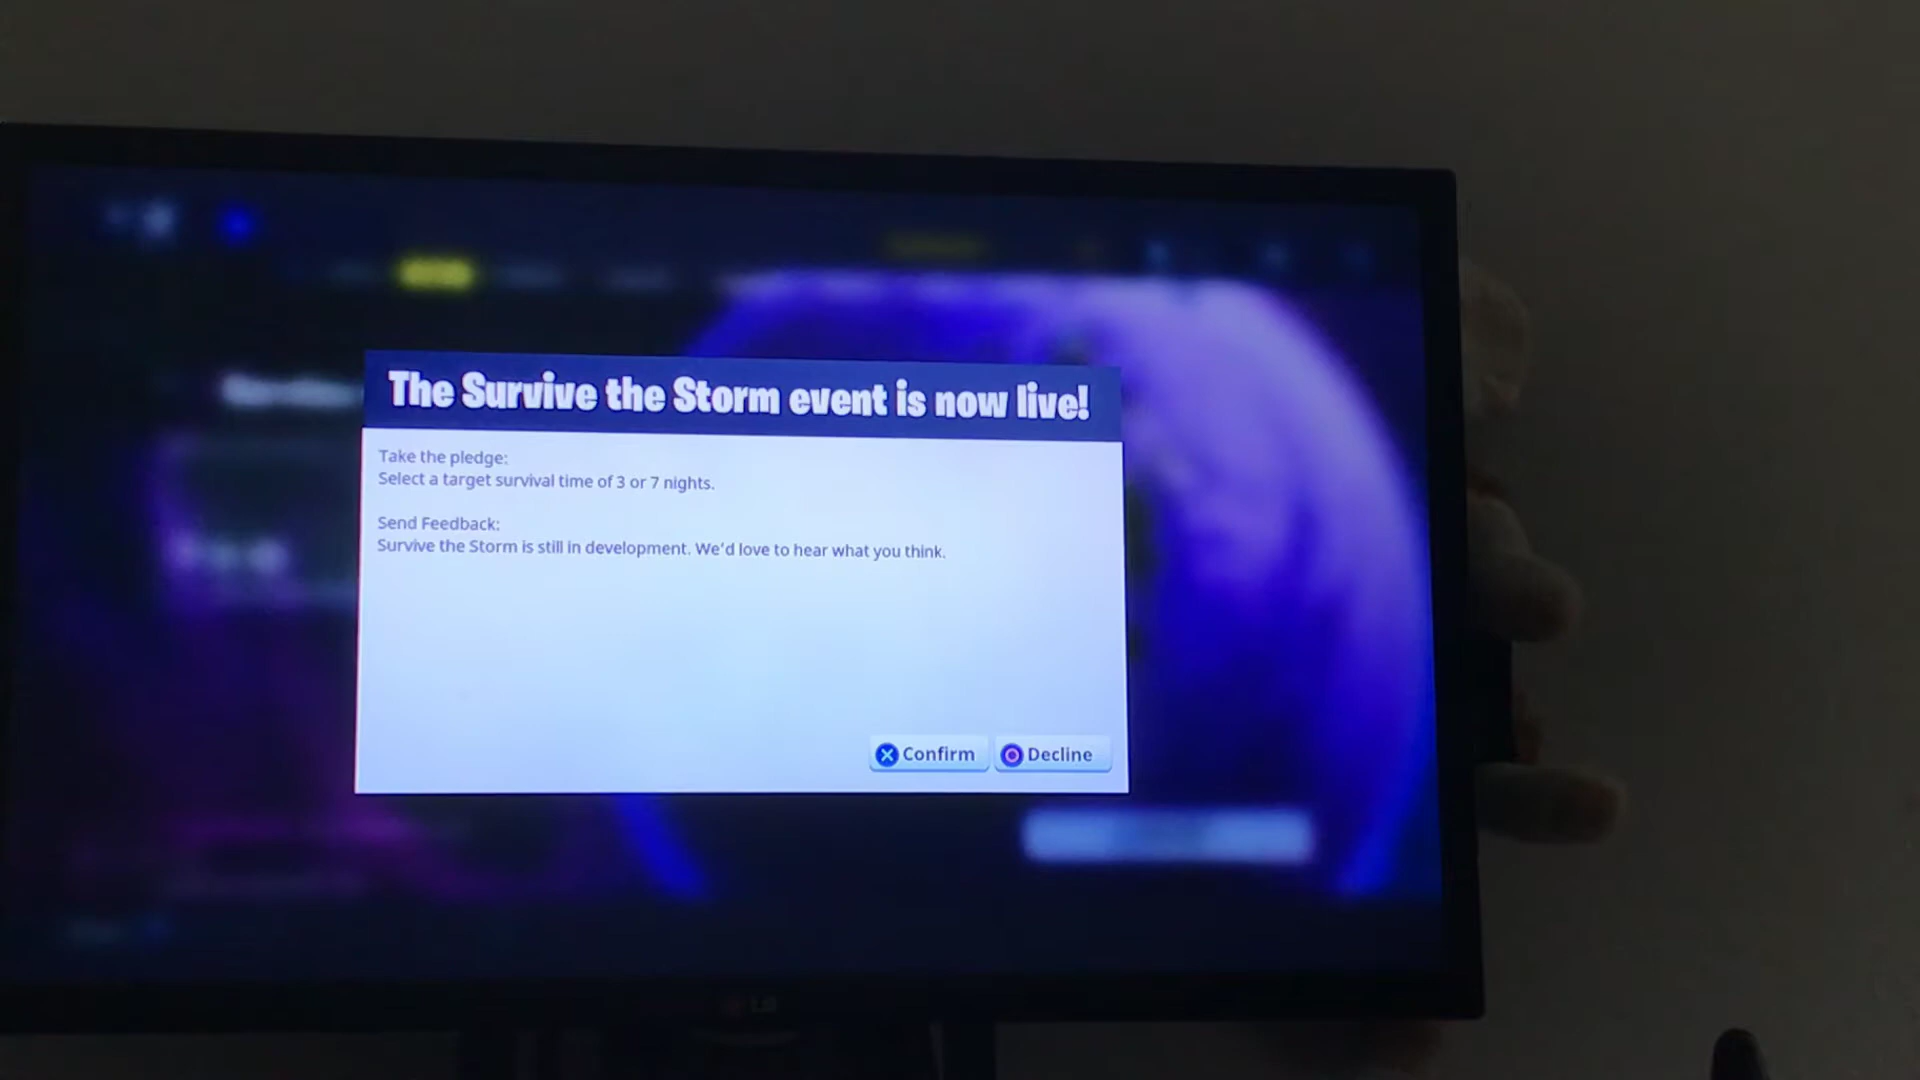 The Survive the Storm event is now live!
Take the pledge:
Select a target survival time of 3 or 7 nights.
Send Feedback:
Survive the Storm is still in development. We'd love to hear what you think.
Confirm
Decline
LG